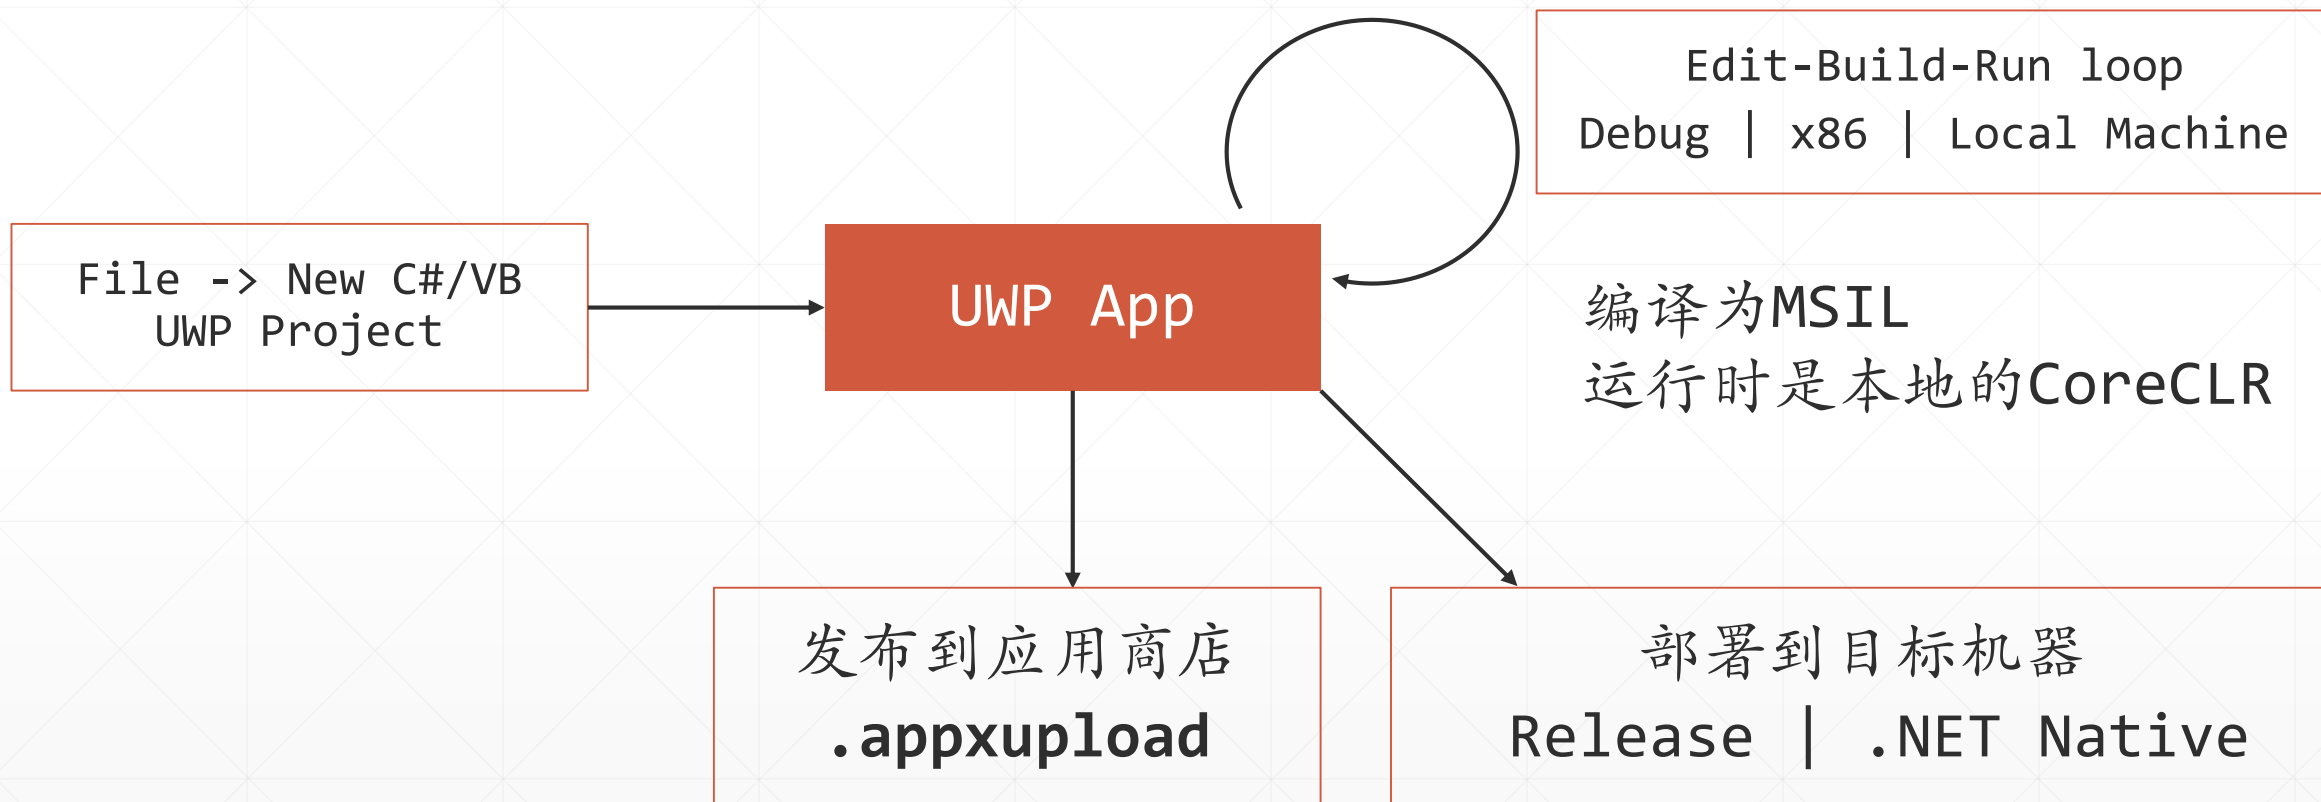 Edit-Build-Run loop
Debug | x86 | Local Machine
File -> New C#/VB
UWP Project
UWP App
编译为MSIL
运行时是本地的CoreCLR
发布到应用商店
.appxupload
部署到目标机器
Release | .NET Native